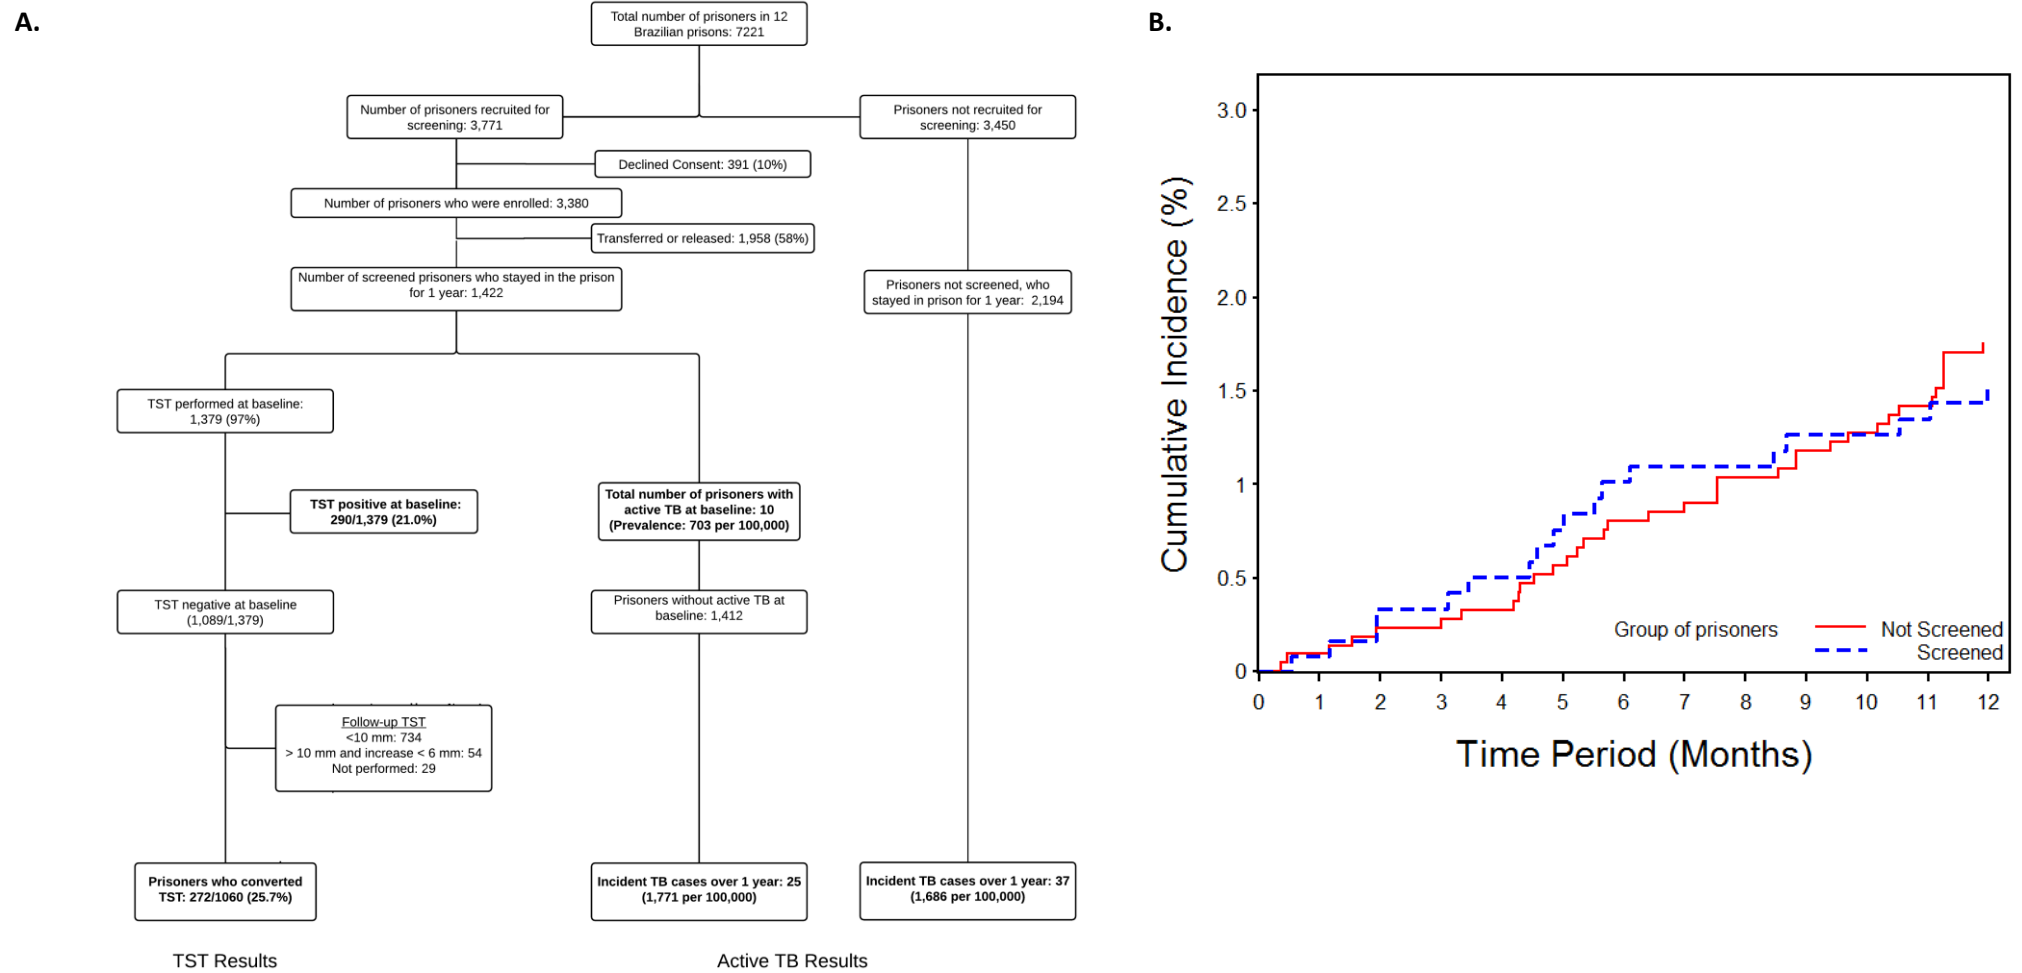 A.
Total number of prisoners in 12
Brazilian prisons: 7221
Number of prisoners recruited for
screening: 3,771
Prisoners not recruited for
screening: 3,450
Declined Consent: 391 (10%)
Number of prisoners who were enrolled: 3,380
Transferred or released: 1,958 (58%)
Number of screened prisoners who stayed in the prison
for 1 year: 1,422
Prisoners not screened, who
stayed in prison for 1 year: 2,194
TST performed at baseline:
1,379 (97%)
TST positive at baseline:
290/1,379 (21.0%)
Total number of prisoners with
active TB at baseline: 10
(Prevalence: 703 per 100,000)
TST negative at baseline
(1,089/1,379)
Prisoners without active TB at
baseline: 1,412
Follow-up TST
<10 mm: 734
> 10 mm and increase < 6 mm: 54
Not performed: 29
Prisoners who converted
TST: 272/1060 (25.7%)
Incident TB cases over 1 year: 25
(1,771 per 100,000)
Incident TB cases over 1 year: 37
(1,686 per 100,000)
TST Results
Active TB Results
B.
Cumulative Incidence (%)
3.0
2.5
2.0
1.5
1
0.5
0
Group of prisoners
Not Screened
Screened
0 1 2 3 4 5 6 7 8 9 10 11 12
Time Period (Months)